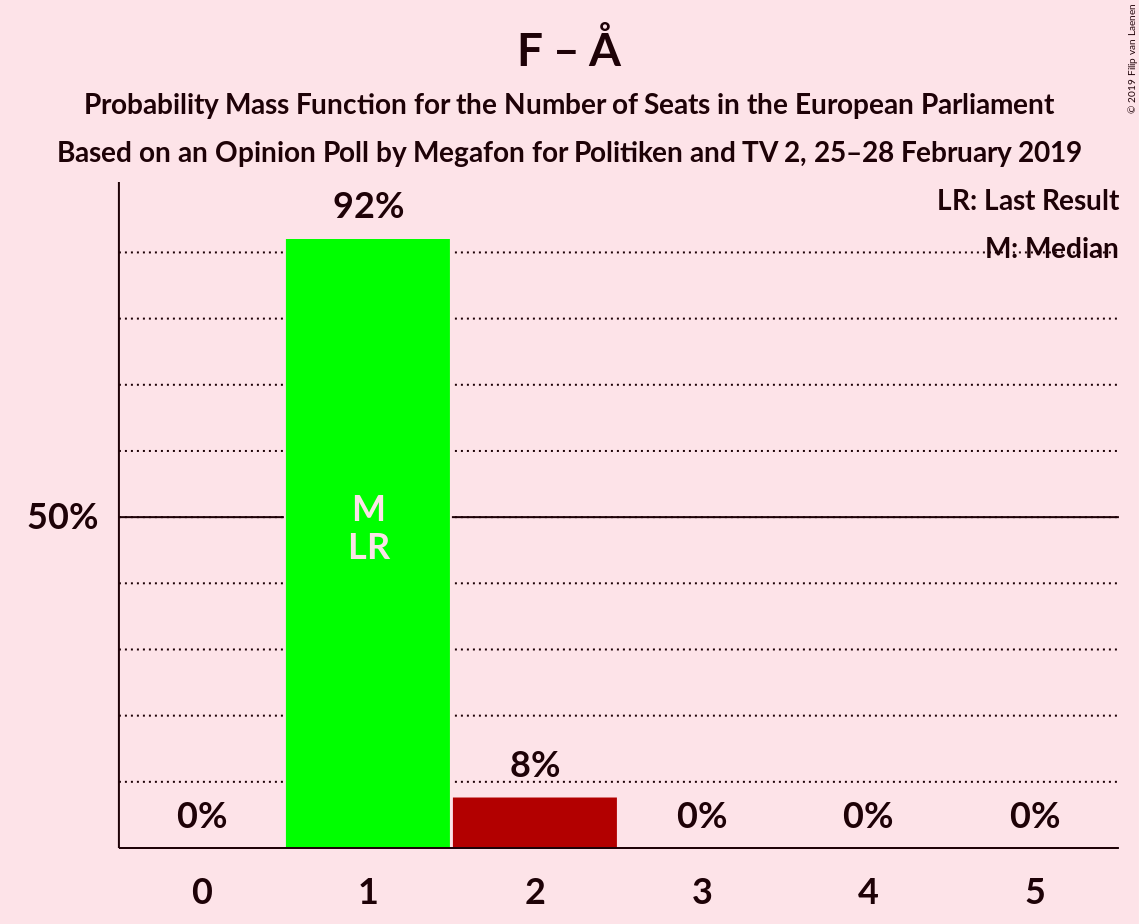 F – Å
Probability Mass Function for the Number of Seats in the European Parliament
Based on an Opinion Poll by Megafon for Politiken and TV 2, 25–28 February 2019
© 2019 Filip van Laenen
LR: Last Result
M: Median
92%
50%
M
LR
8%
0%
0%
0%
0%
0
1
2
3
4
5